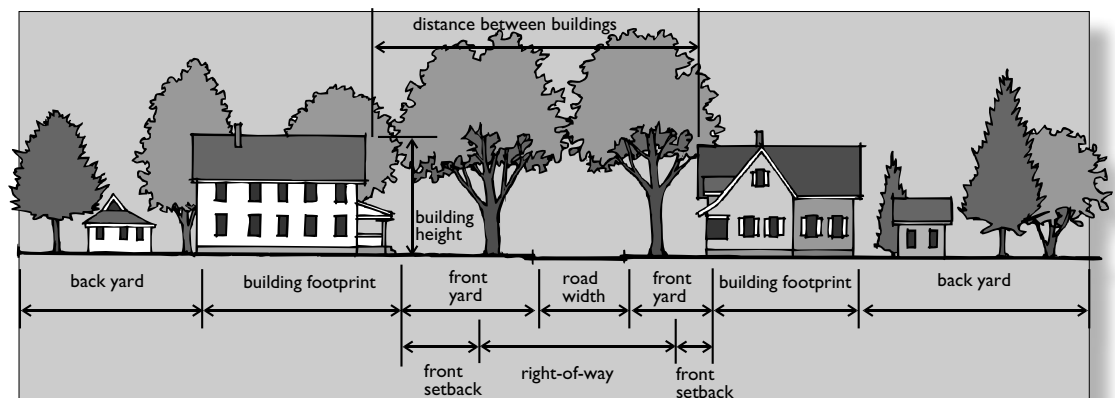 distance between buildings
building
height
back yard
building footprint
front
yard
road
width
front
yard
building footprint
back yard
front
setback
right-of-way
front
setback